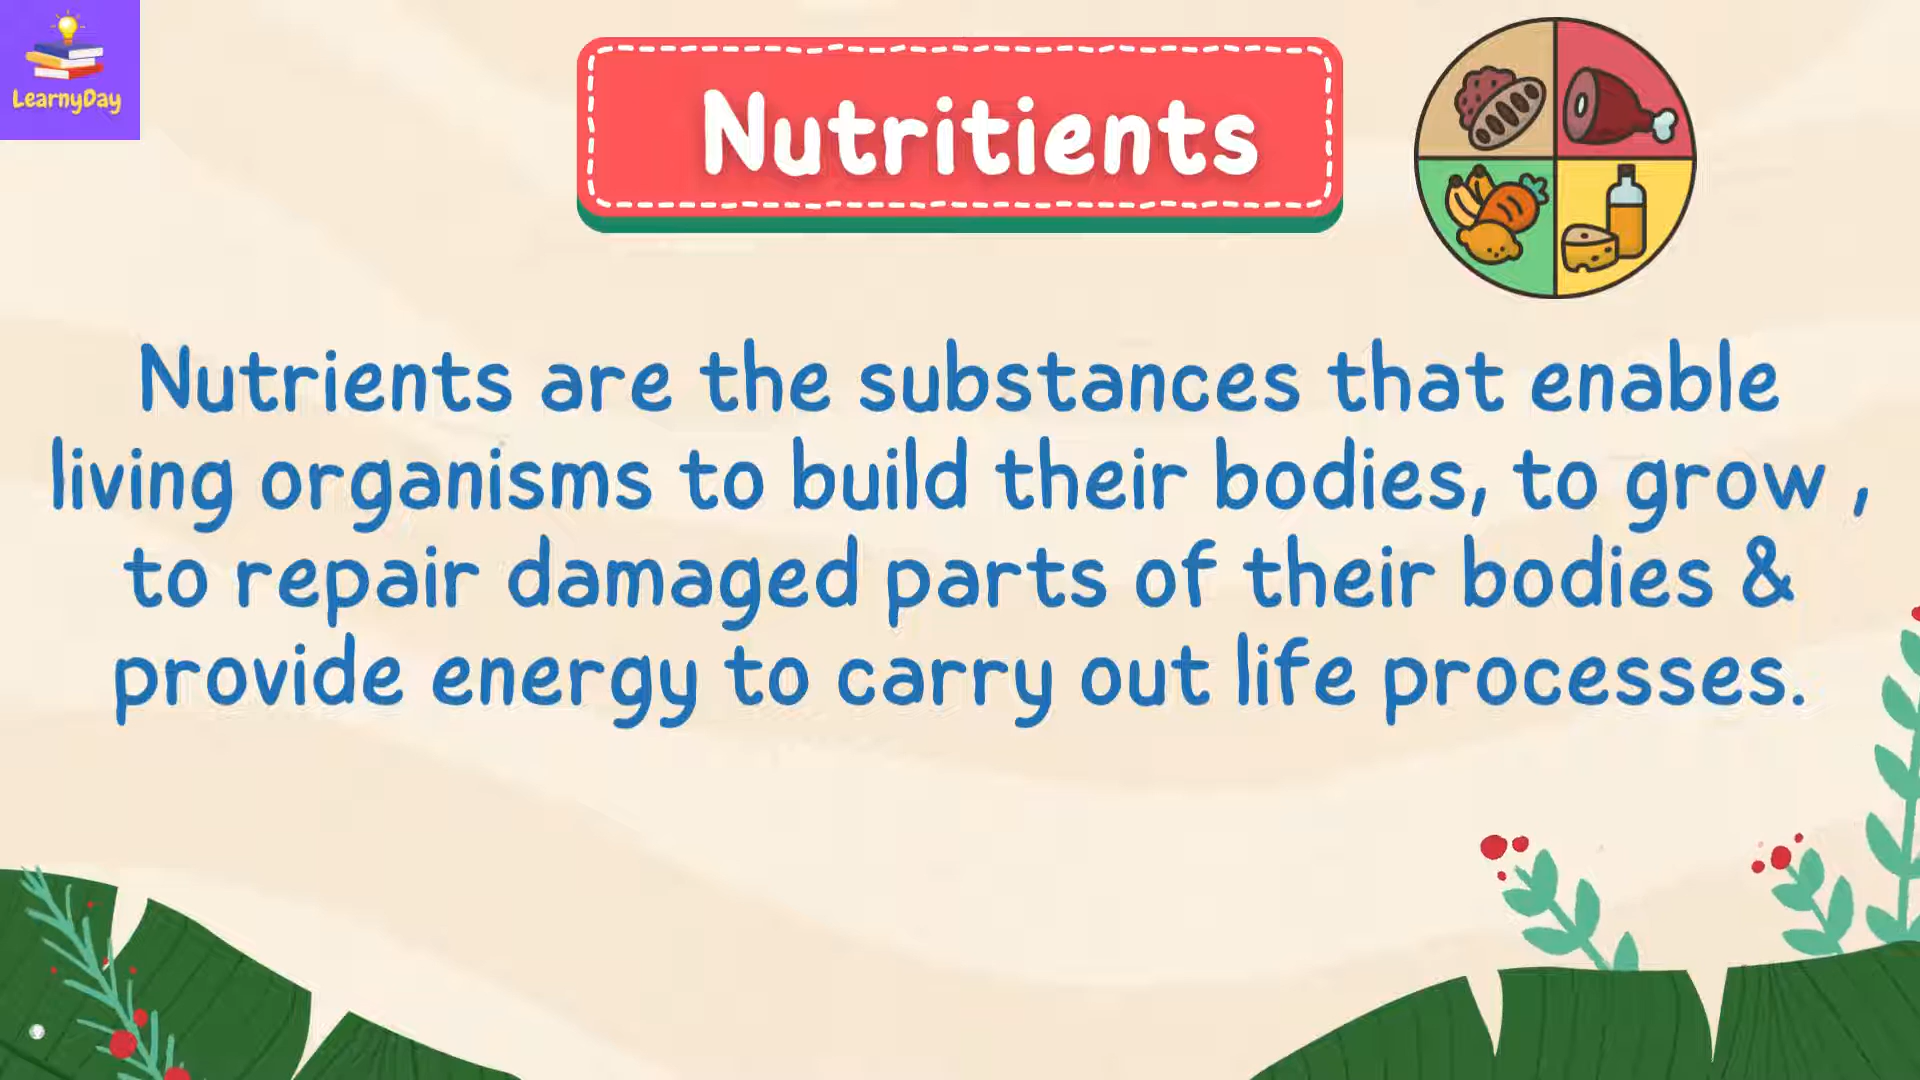 LearnyDay
Nutritients
Nutrients are the substances that enable
living organisms to build their bodies, to grow ,
to repair damaged parts of their bodies &
provide energy to carry out life processes.